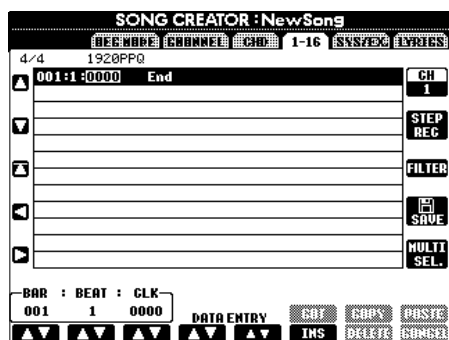 SONG CREATOR : NewSong
REC MODE CHANNEL CHD 1-16 SYS/EX. LYRICS
4/4 1920PPQ
001:1:0000 End
CH
1
STEP
REC
FILTER
SAVE
MULTI
SEL.
BAR : BEAT : CLK
001 1 0000
DATA ENTRY
CUT COPY PASTE
INS DELETE CANCEL